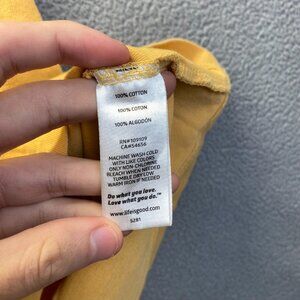 100% COTTON
100% COTON
100% ALGODÓN
RN#109109
CA#54656
MACHINE WASH COLD
WITH LIKE COLORS
ONLY NON-CHLORINE
BLEACH WHEN NEEDED
TUMBLE DRY LOW
WARM IRON IF NEEDED
Do what you love.
Love what you do.™
www.lifeisgood.com
5281